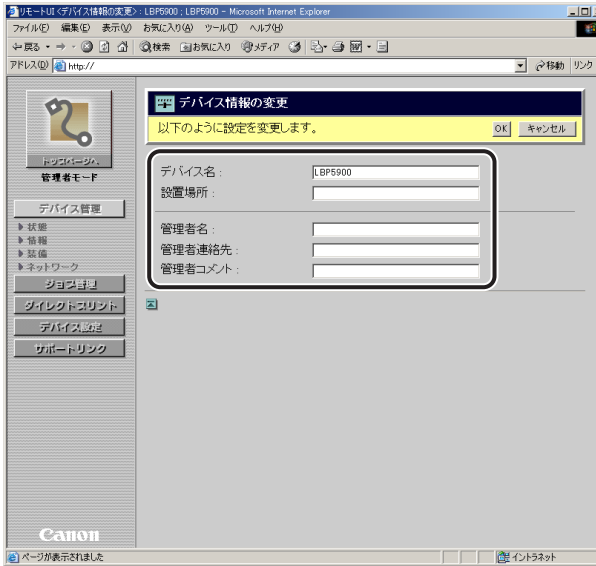 リモートUI <デバイス情報の変更> : LBP5900 ; LBP5900 - Microsoft Internet Explorer
ファイル(F) 編集(E) 表示(V) お気に入り(A) ツール(T) ヘルプ(H)
戻る 検索 お気に入り メディア
アドレス(D) http:// 移動 リンク
デバイス情報の変更
以下のように設定を変更します。 OK キャンセル
トップページへ
管理者モード
デバイス名 : LBP5900
設置場所 :
管理者名 :
管理者連絡先 :
管理者コメント :
デバイス管理
状態
情報
装備
ネットワーク
ジョブ管理
ダイレクトプリント
デバイス設定
サポートリンク
Canon
ページが表示されました イントラネット